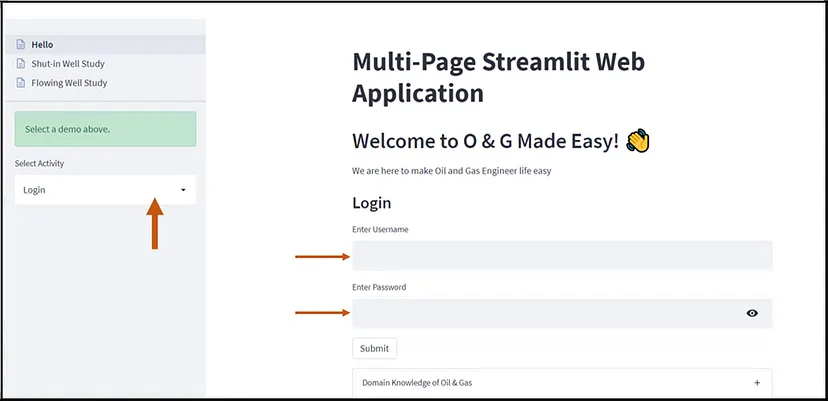 Hello
Shut-in Well Study
Flowing Well Study
Select a demo above.
Select Activity
Login
Multi-Page Streamlit Web
Application
Welcome to O & G Made Easy! 👋
We are here to make Oil and Gas Engineer life easy
Login
Enter Username
Enter Password
Submit
Domain Knowledge of Oil & Gas